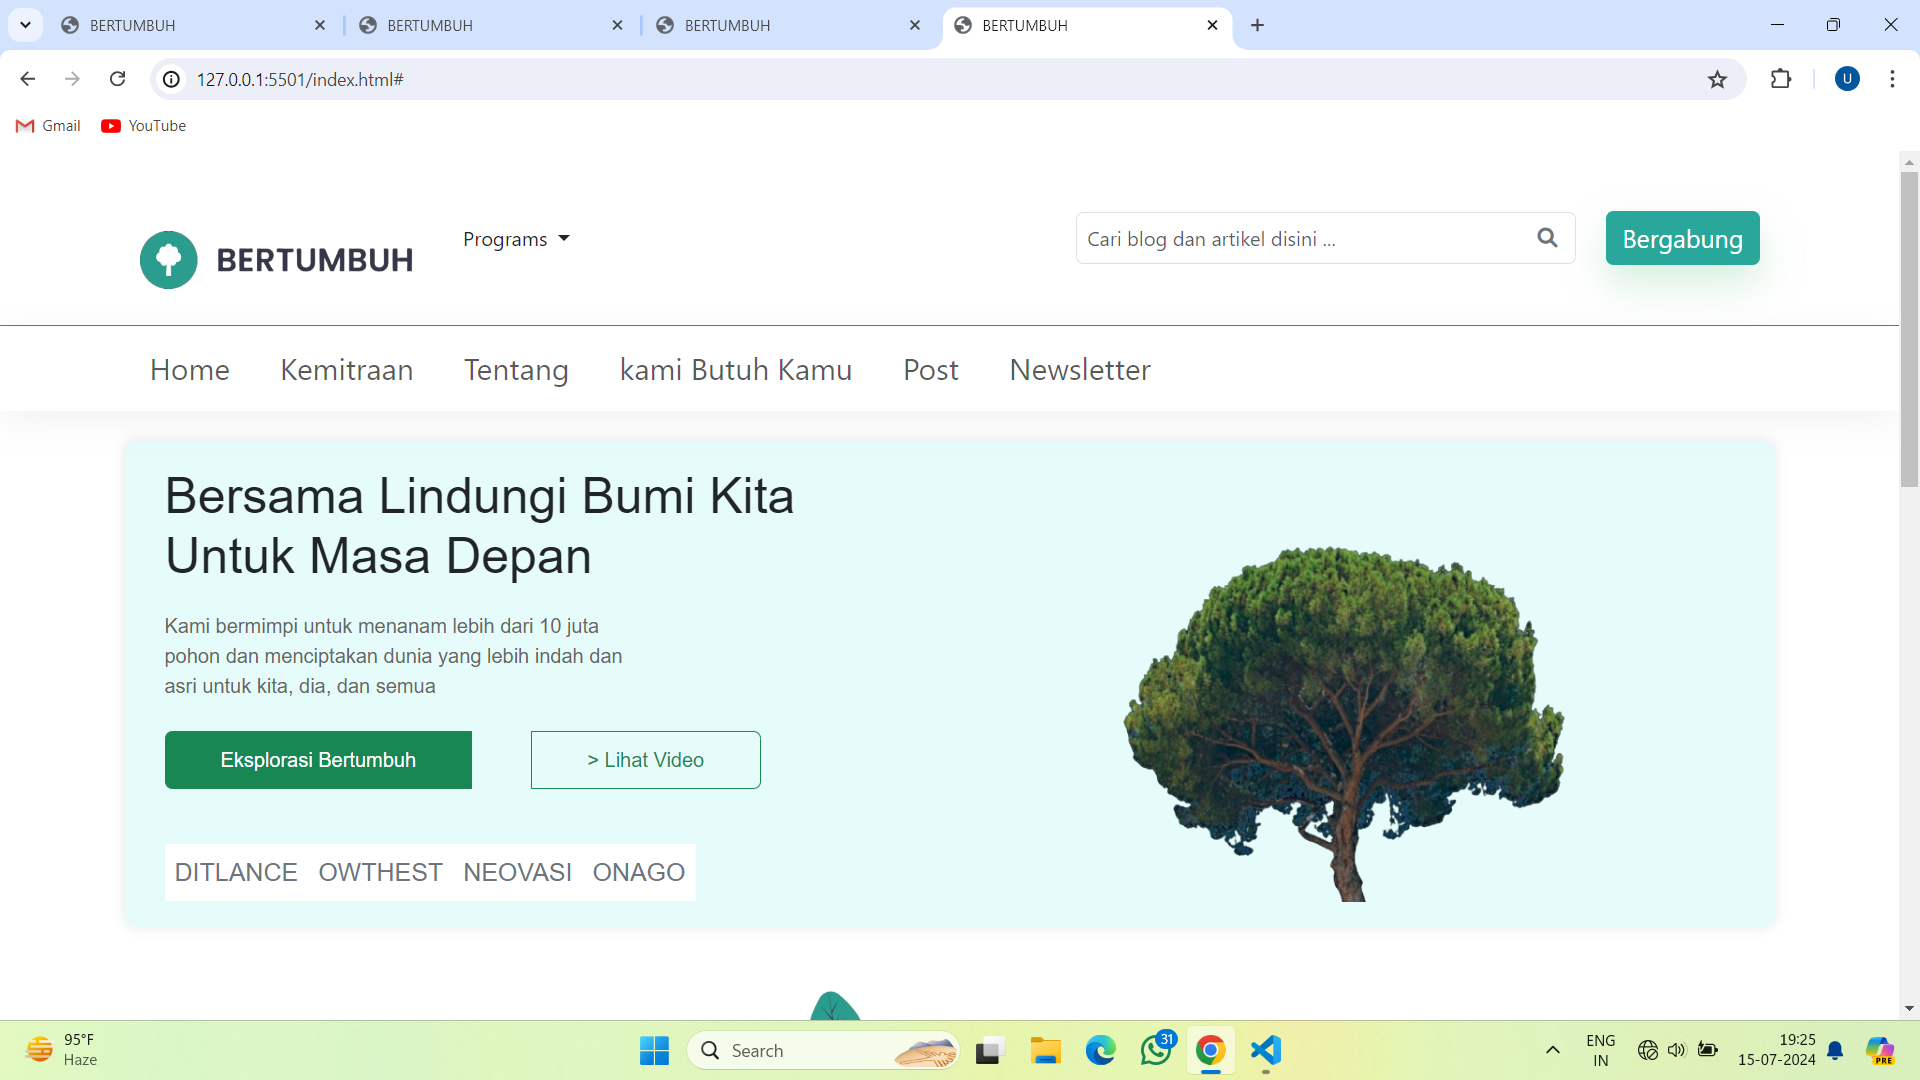 BERTUMBUH
BERTUMBUH
BERTUMBUH
BERTUMBUH
127.0.0.1:5501/index.html#
U
Gmail
YouTube
BERTUMBUH
Programs
Cari blog dan artikel disini ...
Bergabung
Home
Kemitraan
Tentang
kami Butuh Kamu
Post
Newsletter
Bersama Lindungi Bumi Kita
Untuk Masa Depan
Kami bermimpi untuk menanam lebih dari 10 juta
pohon dan menciptakan dunia yang lebih indah dan
asri untuk kita, dia, dan semua
Eksplorasi Bertumbuh
> Lihat Video
DITLANCE OWTHEST NEOVASI ONAGO
95°F
Haze
Search
31
ENG
IN
19:25
15-07-2024
PRE